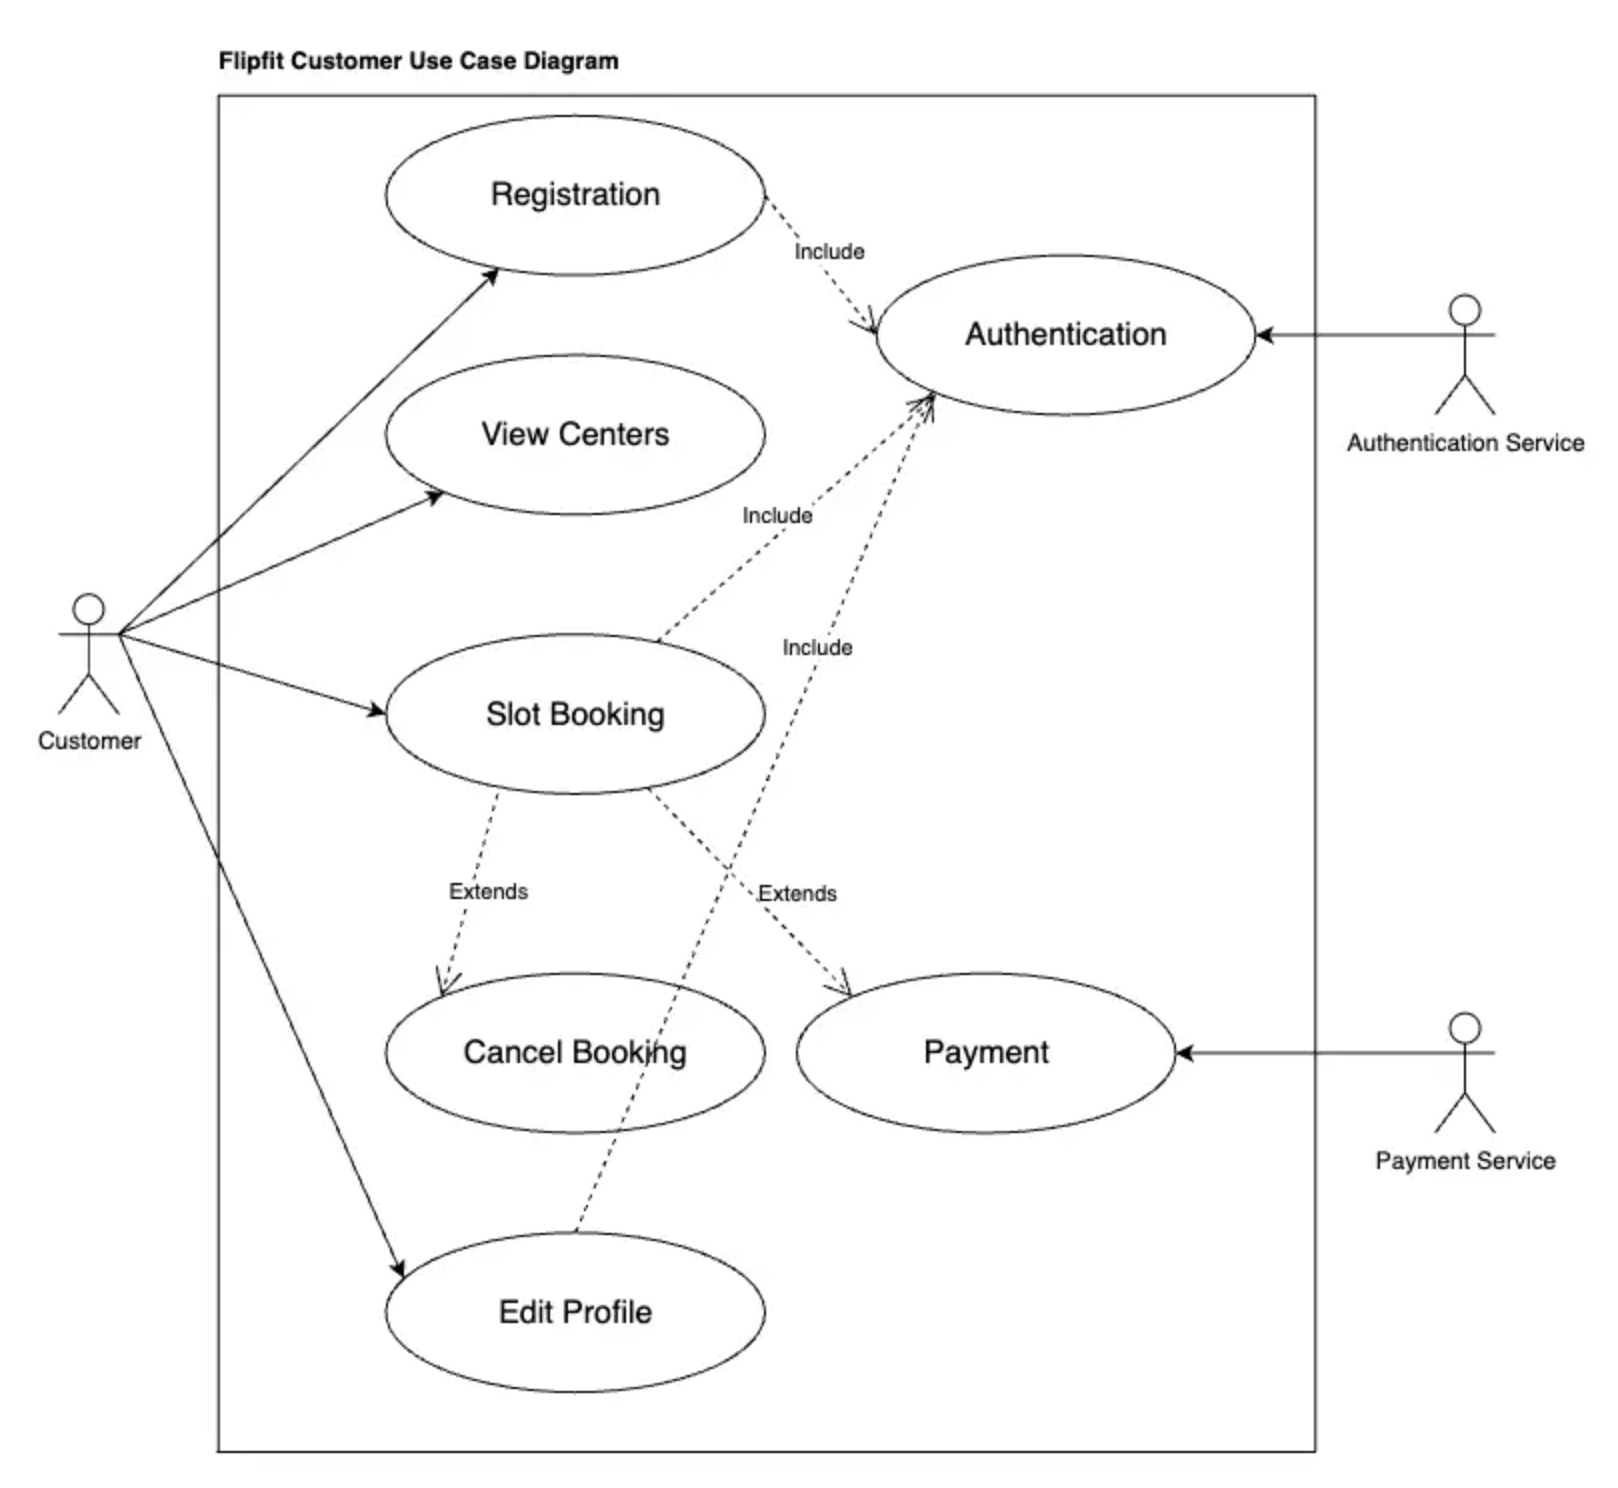 Flipfit Customer Use Case Diagram
Registration
Include
Authentication
Authentication Service
View Centers
Include
Include
Customer
Slot Booking
Extends
Extends
Cancel Booking
Payment
Payment Service
Edit Profile